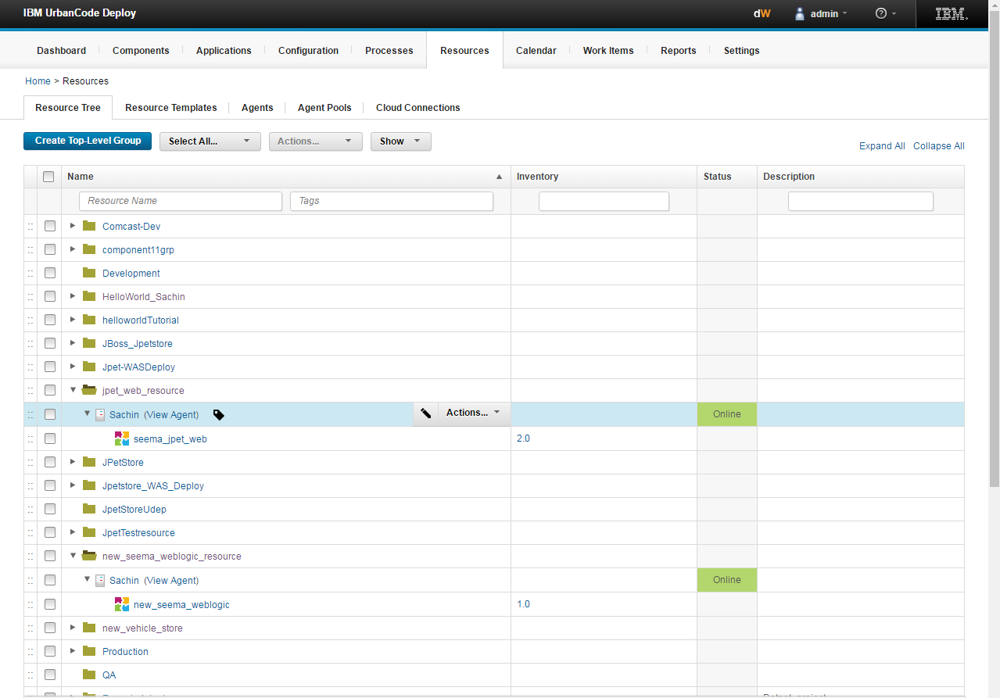 IBM UrbanCode Deploy dW admin IBM
Dashboard Components Applications Configuration Processes Resources Calendar Work Items Reports Settings
Home > Resources
Resource Tree Resource Templates Agents Agent Pools Cloud Connections
Create Top-Level Group Select All... Actions... Show Expand All Collapse All
Name Inventory Status Description
Resource Name Tags
Comcast-Dev
component11grp
Development
HelloWorld_Sachin
helloworldTutorial
JBoss_Jpetstore
Jpet-WASDeploy
jpet_web_resource
Sachin (View Agent) Actions... Online
seema_jpet_web 2.0
JPetStore
Jpetstore_WAS_Deploy
JpetStoreUdep
JpetTestresource
new_seema_weblogic_resource
Sachin (View Agent) Online
new_seema_weblogic 1.0
new_vehicle_store
Production
QA